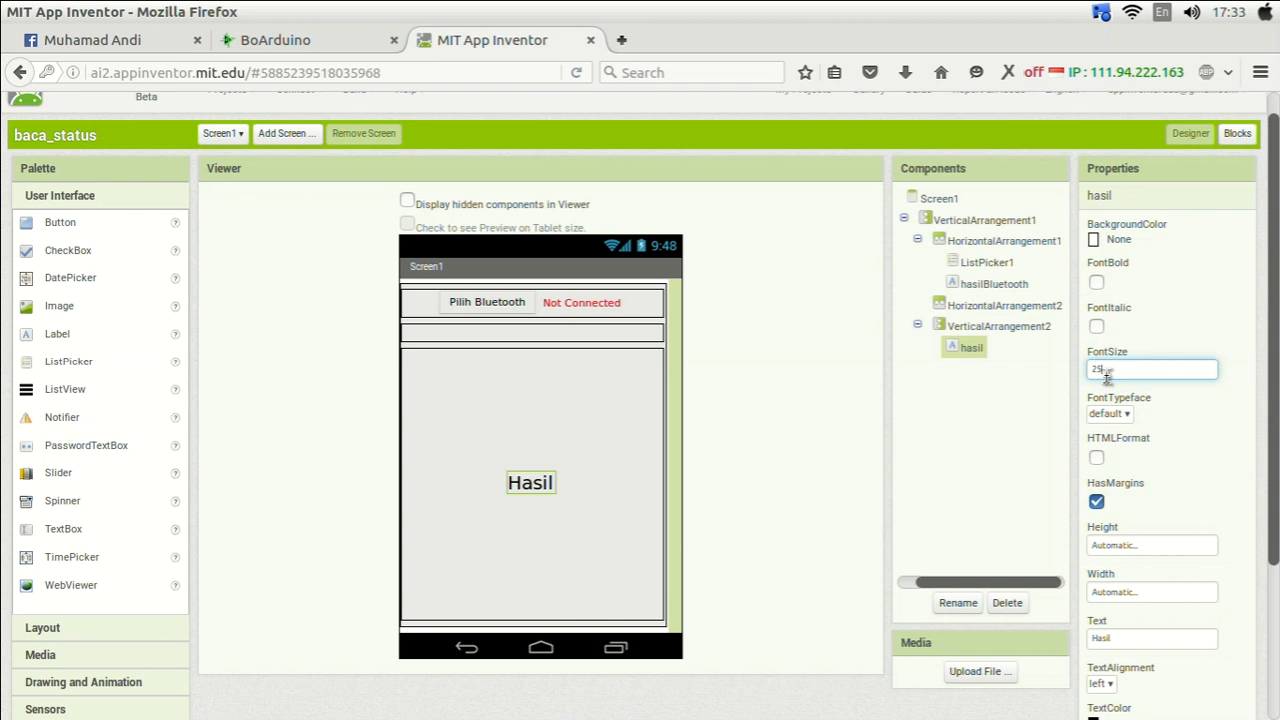 MIT App Inventor - Mozilla Firefox
En 17:33
Muhamad Andi × BoArduino × MIT App Inventor ×
ai2.appinventor.mit.edu/#5885239518035968 Search off IP : 111.94.222.163 ABP
Beta
baca_status Screen1 Add Screen ... Remove Screen Designer Blocks
Palette
User Interface
Button
CheckBox
DatePicker
Image
Label
ListPicker
ListView
Notifier
PasswordTextBox
Slider
Spinner
TextBox
TimePicker
WebViewer
Layout
Media
Drawing and Animation
Sensors
Viewer
Display hidden components in Viewer
Check to see Preview on Tablet size.
9:48
Screen1
Pilih Bluetooth Not Connected
Hasil
Components
Screen1
VerticalArrangement1
HorizontalArrangement1
ListPicker1
hasilBluetooth
HorizontalArrangement2
VerticalArrangement2
hasil
Rename Delete
Media
Upload File ...
Properties
hasil
BackgroundColor
None
FontBold
FontItalic
FontSize
25
FontTypeface
default
HTMLFormat
HasMargins
Height
Automatic...
Width
Automatic...
Text
Hasil
TextAlignment
left
TextColor